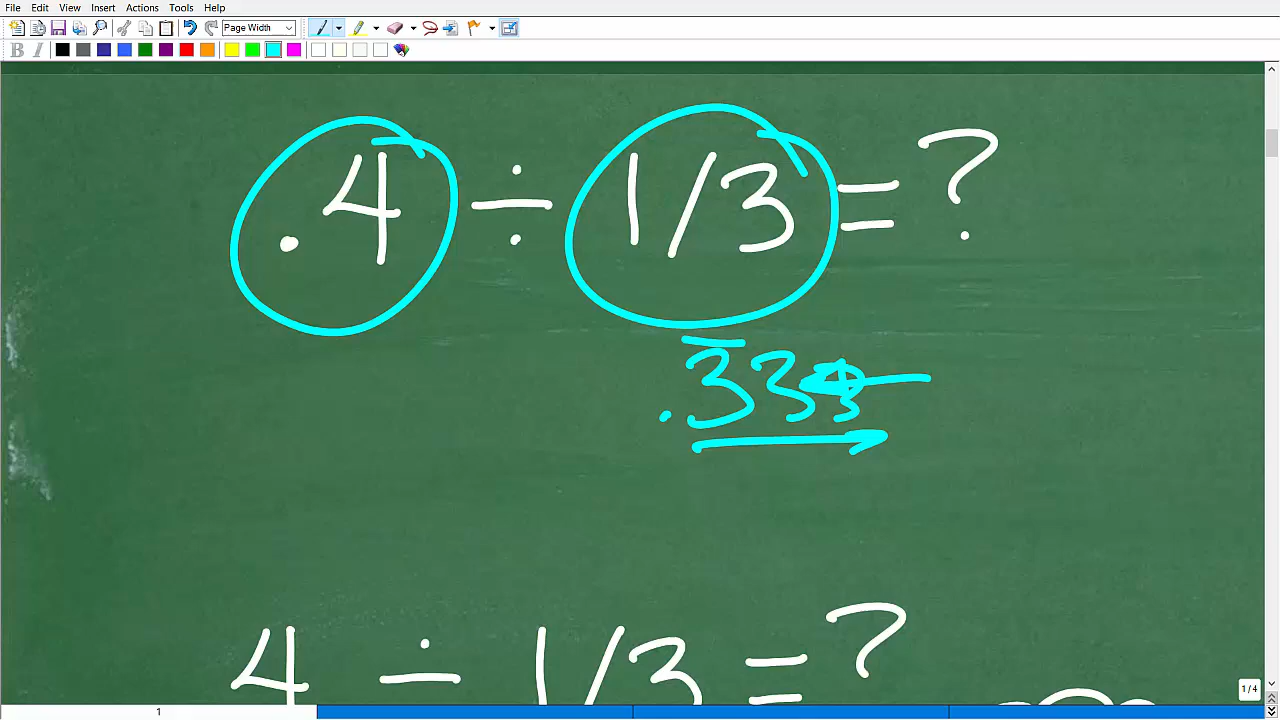 File Edit View Insert Actions Tools Help
Page Width
B I
.4 ÷ 1/3 = ?
.333
4 ÷ 1/3 = ?
1/4
1